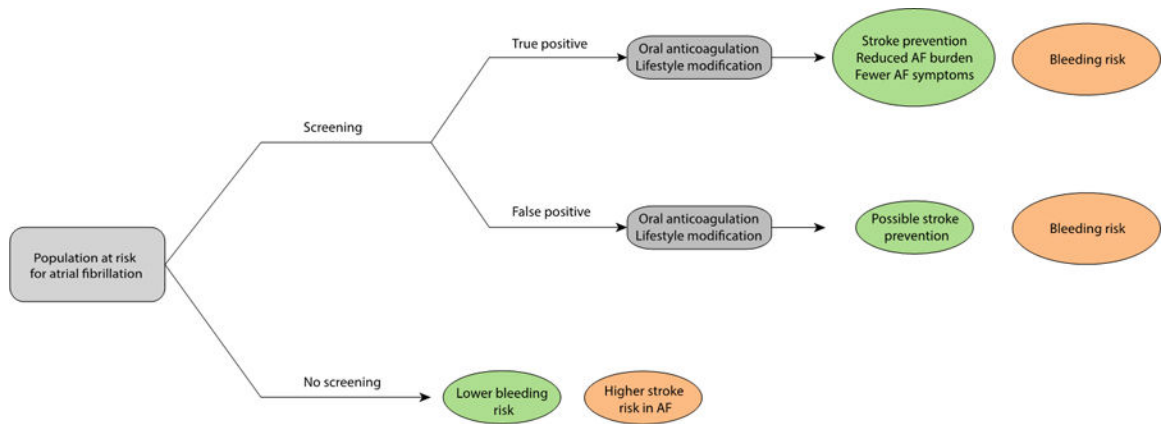 True positive
Oral anticoagulation
Lifestyle modification
Stroke prevention
Reduced AF burden
Fewer AF symptoms
Bleeding risk
Screening
False positive
Oral anticoagulation
Lifestyle modification
Possible stroke
prevention
Bleeding risk
Population at risk
for atrial fibrillation
No screening
Lower bleeding
risk
Higher stroke
risk in AF